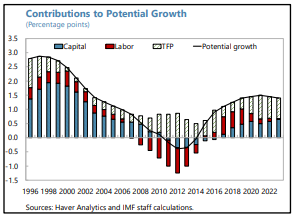 Contributions to Potential Growth
(Percentage points)
3.5
Capital Labor TFP Potential growth
3.0
2.5
2.0
1.5
1.0
0.5
0.0
-0.5
-1.0
-1.5
1996 1998 2000 2002 2004 2006 2008 2010 2012 2014 2016 2018 2020 2022
Sources: Haver Analytics and IMF staff calculations.